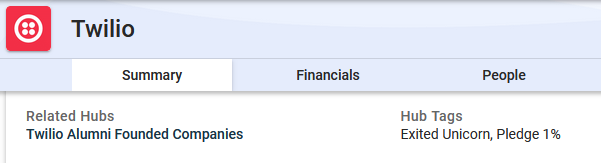 Twilio
Summary Financials People
Related Hubs Hub Tags
Twilio Alumni Founded Companies Exited Unicorn, Pledge 1%